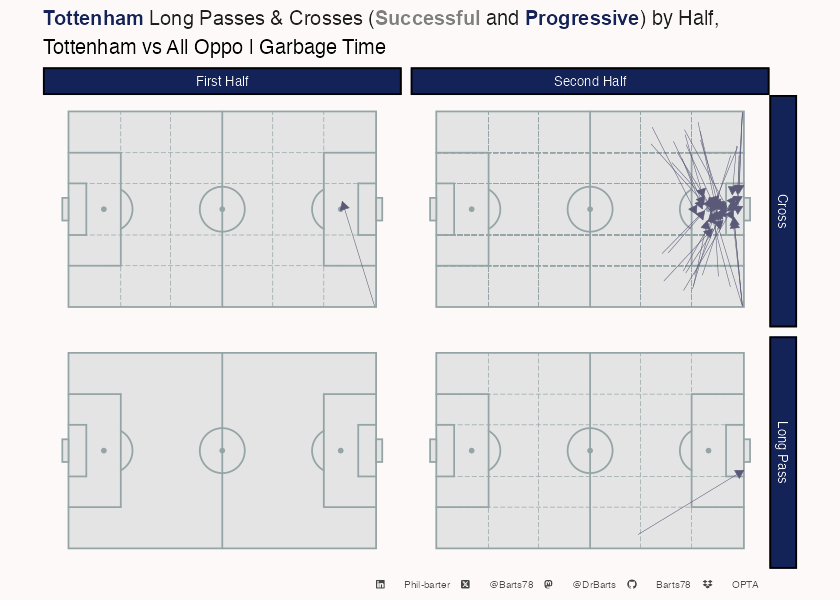 Tottenham Long Passes & Crosses (Successful and Progressive) by Half,
Tottenham vs All Oppo I Garbage Time
First Half
Second Half
Cross
Long Pass
Phil-barter @Barts78 @DrBarts Barts78 OPTA